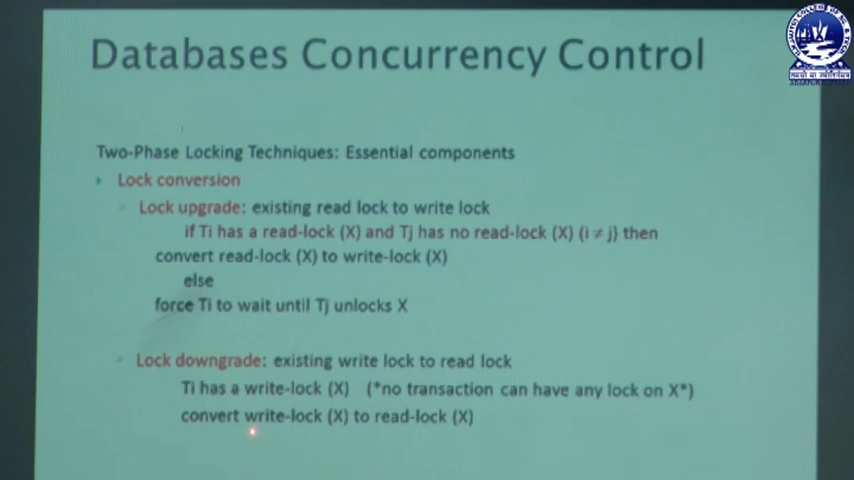 Databases Concurrency Control
Two-Phase Locking Techniques: Essential components
Lock conversion
Lock upgrade: existing read lock to write lock
if Ti has a read-lock (X) and Tj has no read-lock (X) (i ≠ j) then
convert read-lock (X) to write-lock (X)
else
force Ti to wait until Tj unlocks X
Lock downgrade: existing write lock to read lock
Ti has a write-lock (X) (*no transaction can have any lock on X*)
convert write-lock (X) to read-lock (X)